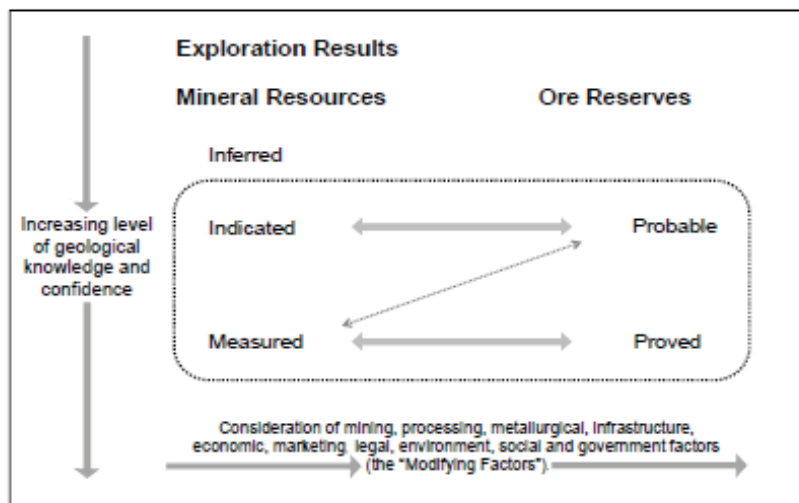 Exploration Results
Mineral Resources
Ore Reserves
Inferred
Increasing level
of geological
knowledge and
confidence
Indicated
Probable
Measured
Proved
Consideration of mining, processing, metallurgical, infrastructure,
economic, marketing, legal, environment, social and government factors
(the "Modifying Factors").